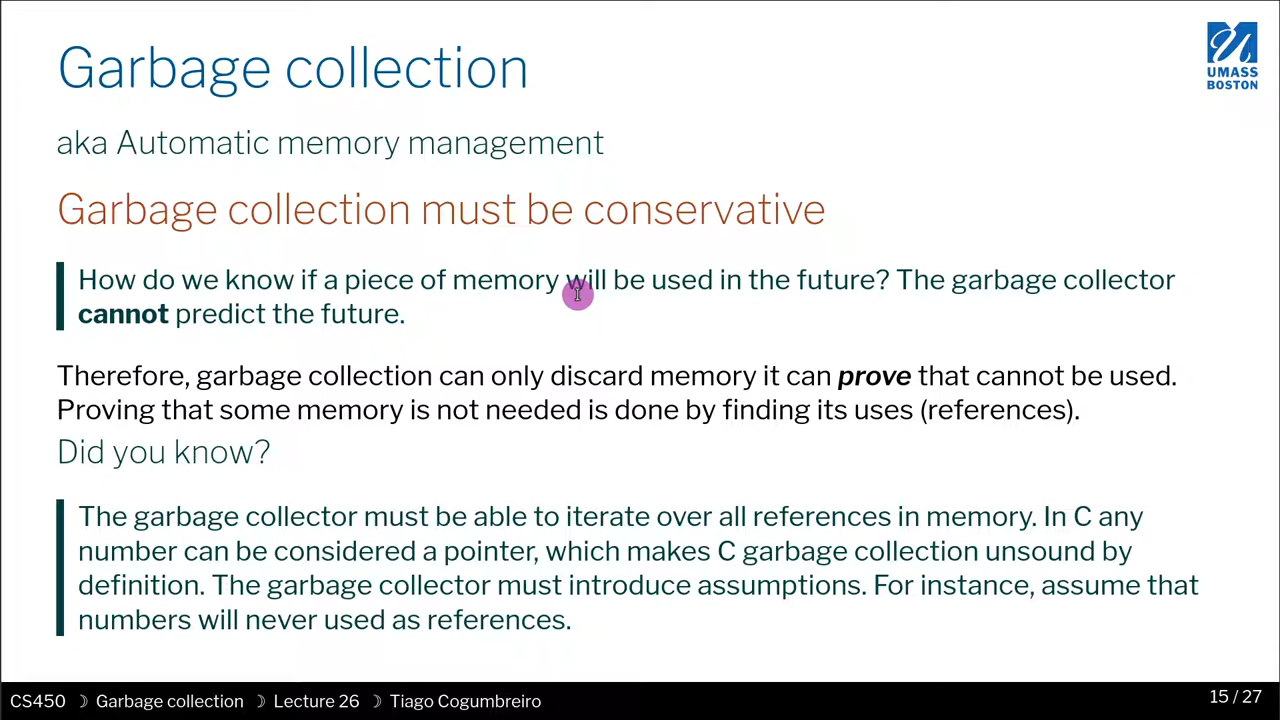 Garbage collection
UMASS
BOSTON
aka Automatic memory management
Garbage collection must be conservative
How do we know if a piece of memory will be used in the future? The garbage collector
cannot predict the future.
Therefore, garbage collection can only discard memory it can prove that cannot be used.
Proving that some memory is not needed is done by finding its uses (references).
Did you know?
The garbage collector must be able to iterate over all references in memory. In C any
number can be considered a pointer, which makes C garbage collection unsound by
definition. The garbage collector must introduce assumptions. For instance, assume that
numbers will never used as references.
CS450 ☽ Garbage collection ☽ Lecture 26 ☽ Tiago Cogumbreiro
15 / 27